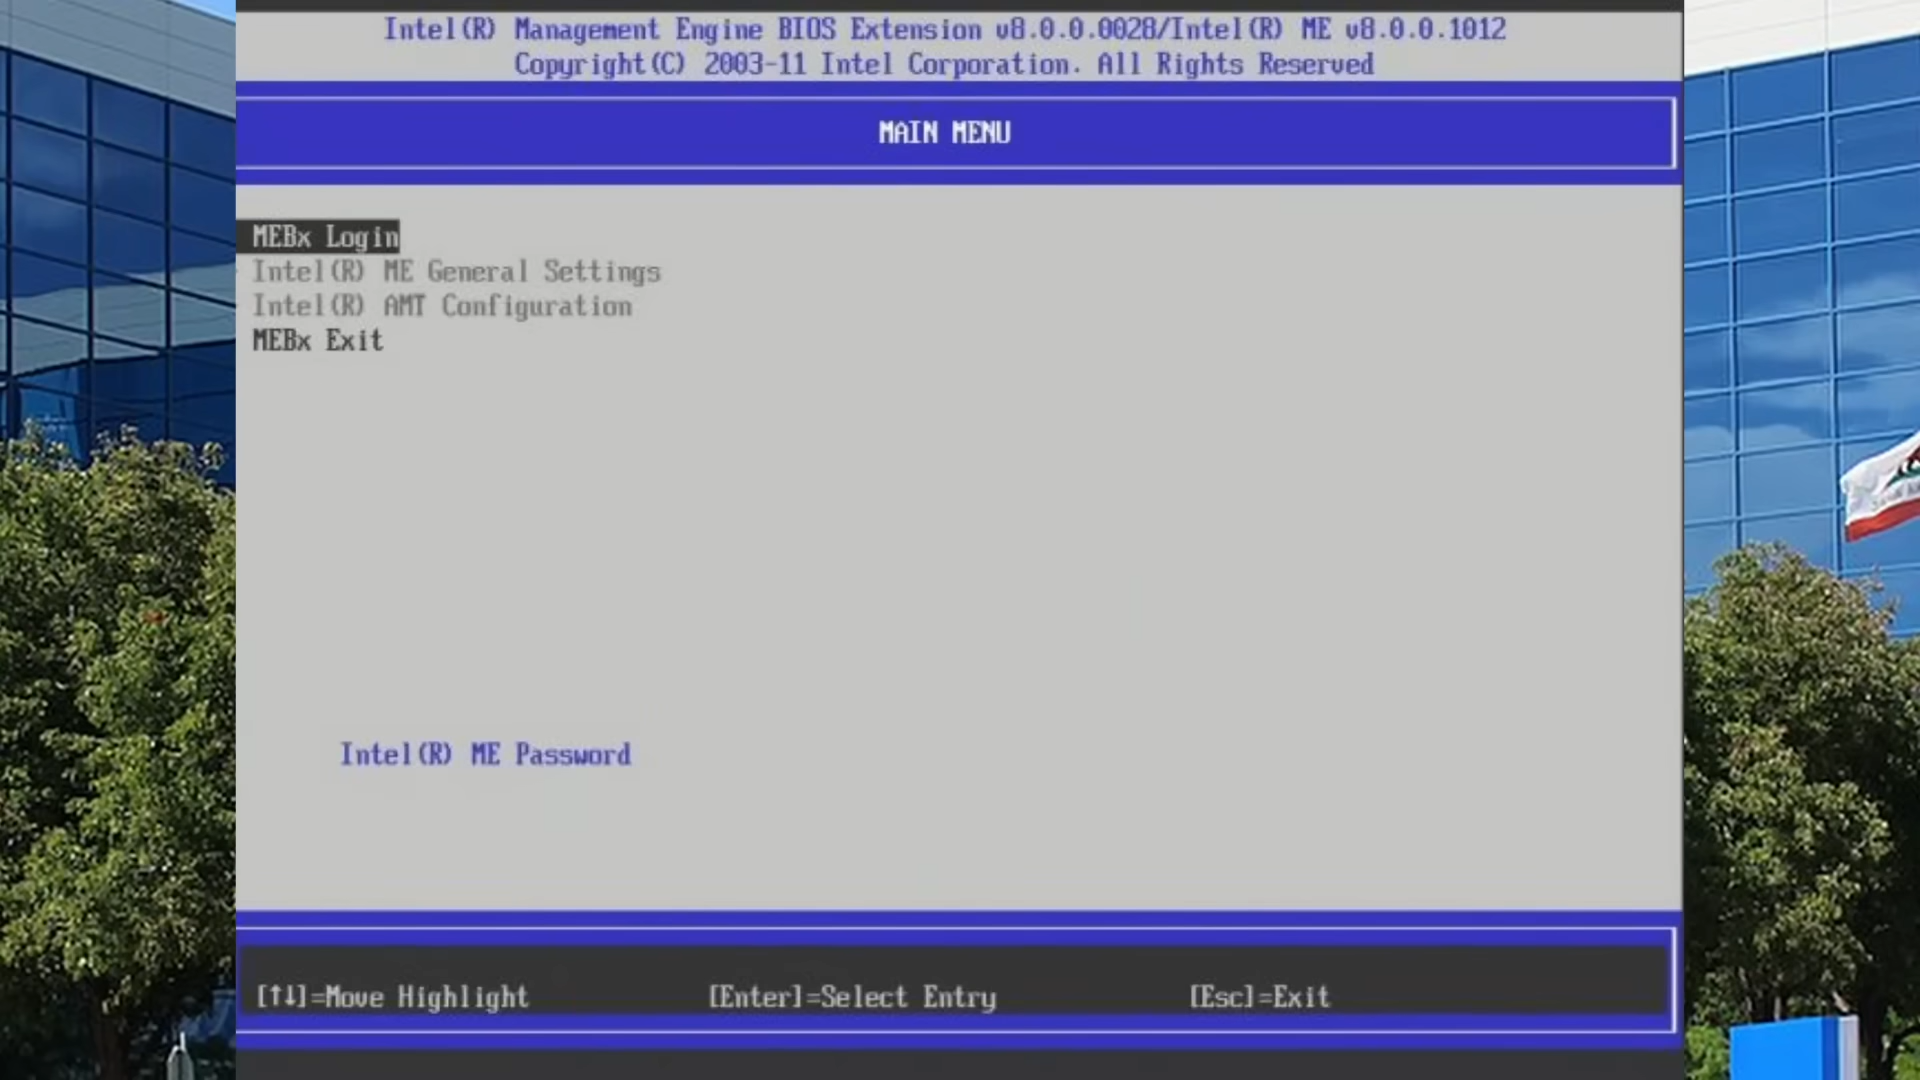 Intel(R) Management Engine BIOS Extension v8.0.0.0028/Intel(R) ME v8.0.0.1012
Copyright(C) 2003-11 Intel Corporation. All Rights Reserved
MAIN MENU
MEBx Login
Intel(R) ME General Settings
Intel(R) AMT Configuration
MEBx Exit
Intel(R) ME Password
[↑↓]=Move Highlight [Enter]=Select Entry [Esc]=Exit